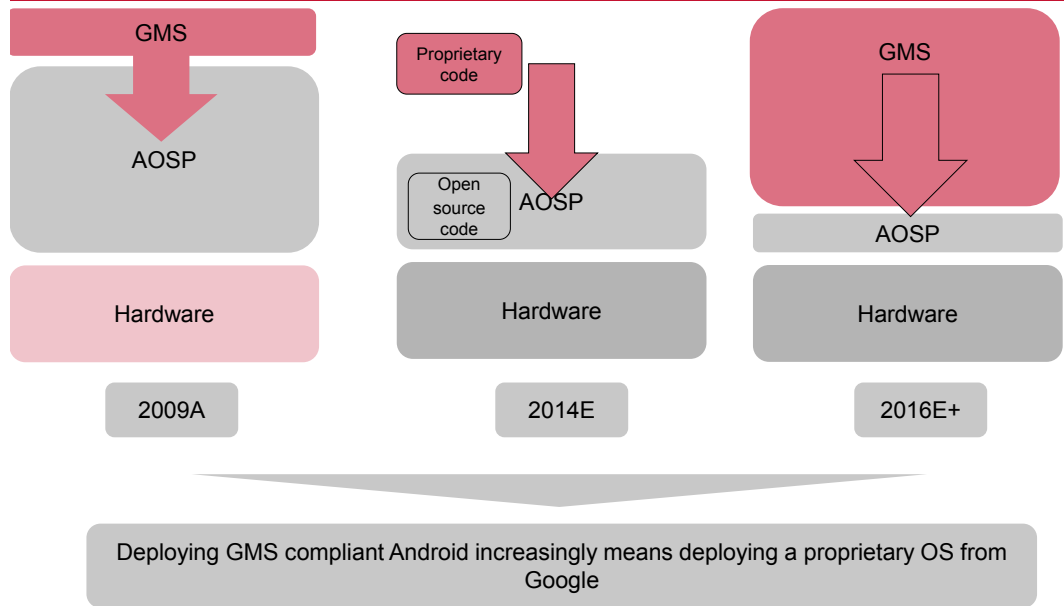 GMS
AOSP
Hardware
2009A
Proprietary
code
Open
source
code
AOSP
Hardware
2014E
GMS
AOSP
Hardware
2016E+
Deploying GMS compliant Android increasingly means deploying a proprietary OS from
Google